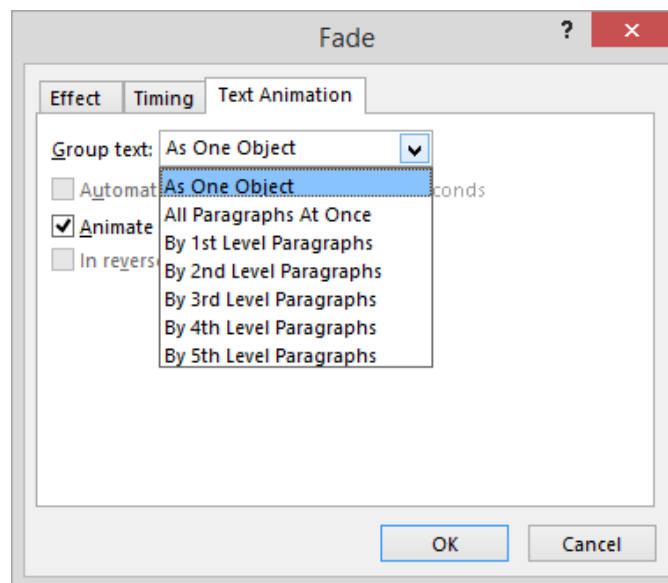 Fade ?
Effect Timing Text Animation
Group text: As One Object
Automat conds
As One Object
All Paragraphs At Once
Animate
By 1st Level Paragraphs
In revers
By 2nd Level Paragraphs
By 3rd Level Paragraphs
By 4th Level Paragraphs
By 5th Level Paragraphs
OK Cancel